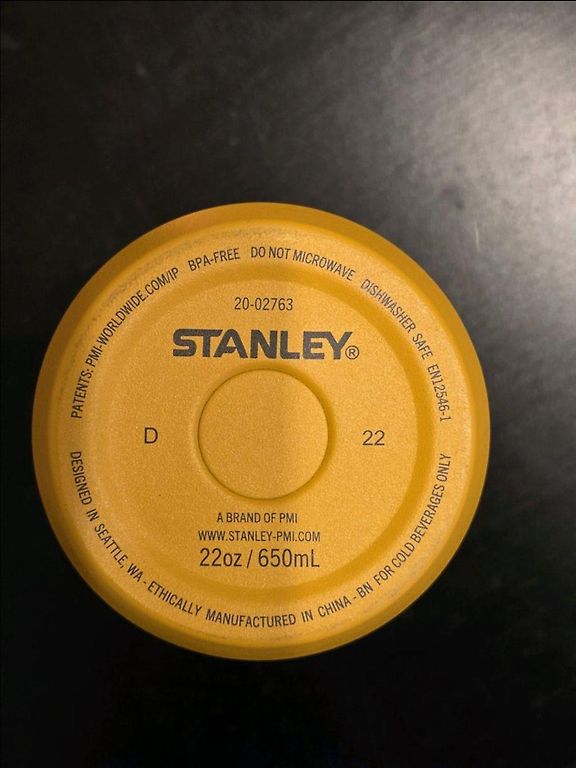 PATENTS: PMI-WORLDWIDE.COM/IP BPA-FREE DO NOT MICROWAVE DISHWASHER SAFE EN12546-1
20-02763
STANLEY®
D 22
A BRAND OF PMI
WWW.STANLEY-PMI.COM
22oz / 650mL
DESIGNED IN SEATTLE, WA - ETHICALLY MANUFACTURED IN CHINA - BN FOR COLD BEVERAGES ONLY